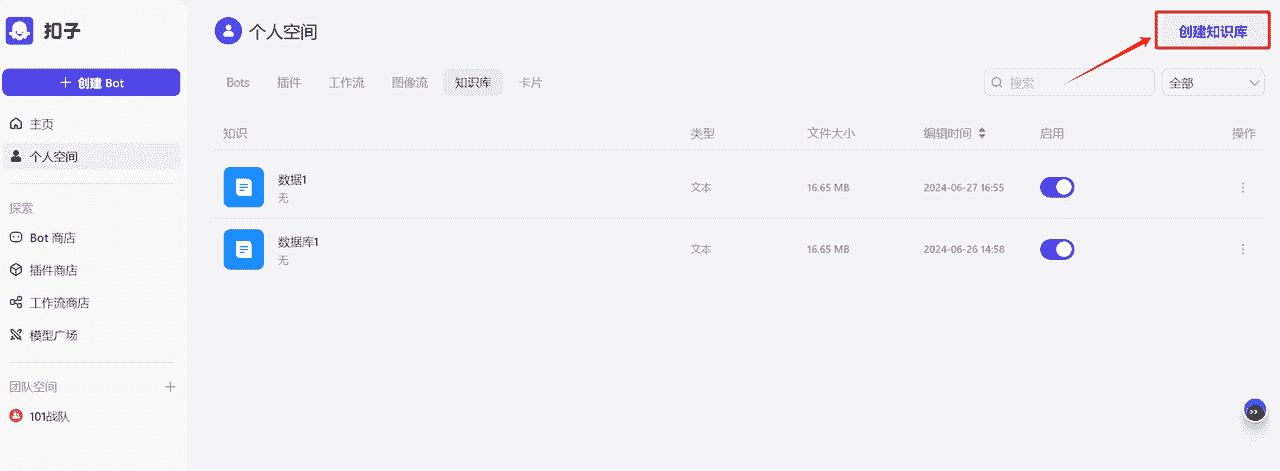 扣子
+ 创建 Bot
主页
个人空间
探索
Bot 商店
插件商店
工作流商店
模型广场
团队空间 +
101战队
个人空间
创建知识库
Bots 插件 工作流 图像流 知识库 卡片
搜索 全部
知识 类型 文件大小 编辑时间 启用 操作
数据1
无
文本 16.65 MB 2024-06-27 16:55
数据库1
无
文本 16.65 MB 2024-06-26 14:58